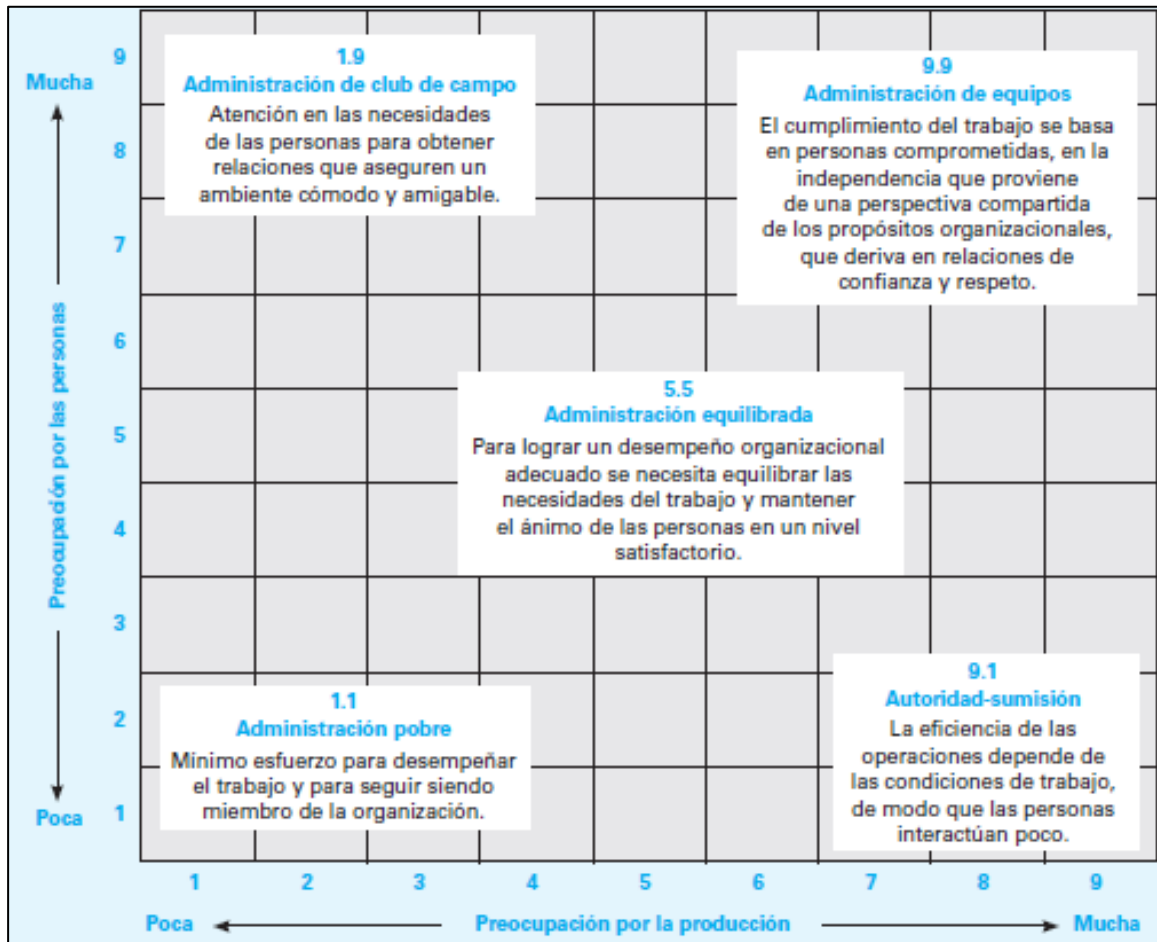 9
Mucha
8
7
6
5
4
3
2
1
Poca
Preocupación por las personas
1.9
Administración de club de campo
Atención en las necesidades
de las personas para obtener
relaciones que aseguren un
ambiente cómodo y amigable.
9.9
Administración de equipos
El cumplimiento del trabajo se basa
en personas comprometidas, en la
independencia que proviene
de una perspectiva compartida
de los propósitos organizacionales,
que deriva en relaciones de
confianza y respeto.
5.5
Administración equilibrada
Para lograr un desempeño organizacional
adecuado se necesita equilibrar las
necesidades del trabajo y mantener
el ánimo de las personas en un nivel
satisfactorio.
1.1
Administración pobre
Mínimo esfuerzo para desempeñar
el trabajo y para seguir siendo
miembro de la organización.
9.1
Autoridad-sumisión
La eficiencia de las
operaciones depende de
las condiciones de trabajo,
de modo que las personas
interactúan poco.
1 2 3 4 5 6 7 8 9
Poca Preocupación por la producción Mucha